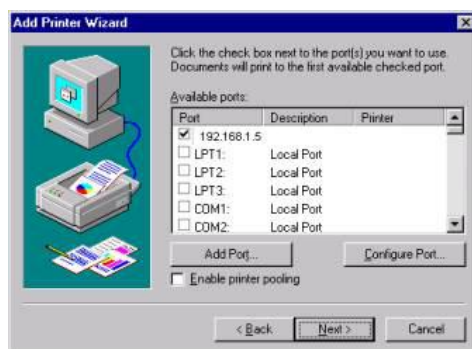 Add Printer Wizard
Click the check box next to the port(s) you want to use.
Documents will print to the first available checked port.
Available ports:
Port Description Printer
192.168.1.5
LPT1: Local Port
LPT2: Local Port
LPT3: Local Port
COM1: Local Port
COM2: Local Port
Add Port... Configure Port...
Enable printer pooling
< Back Next > Cancel